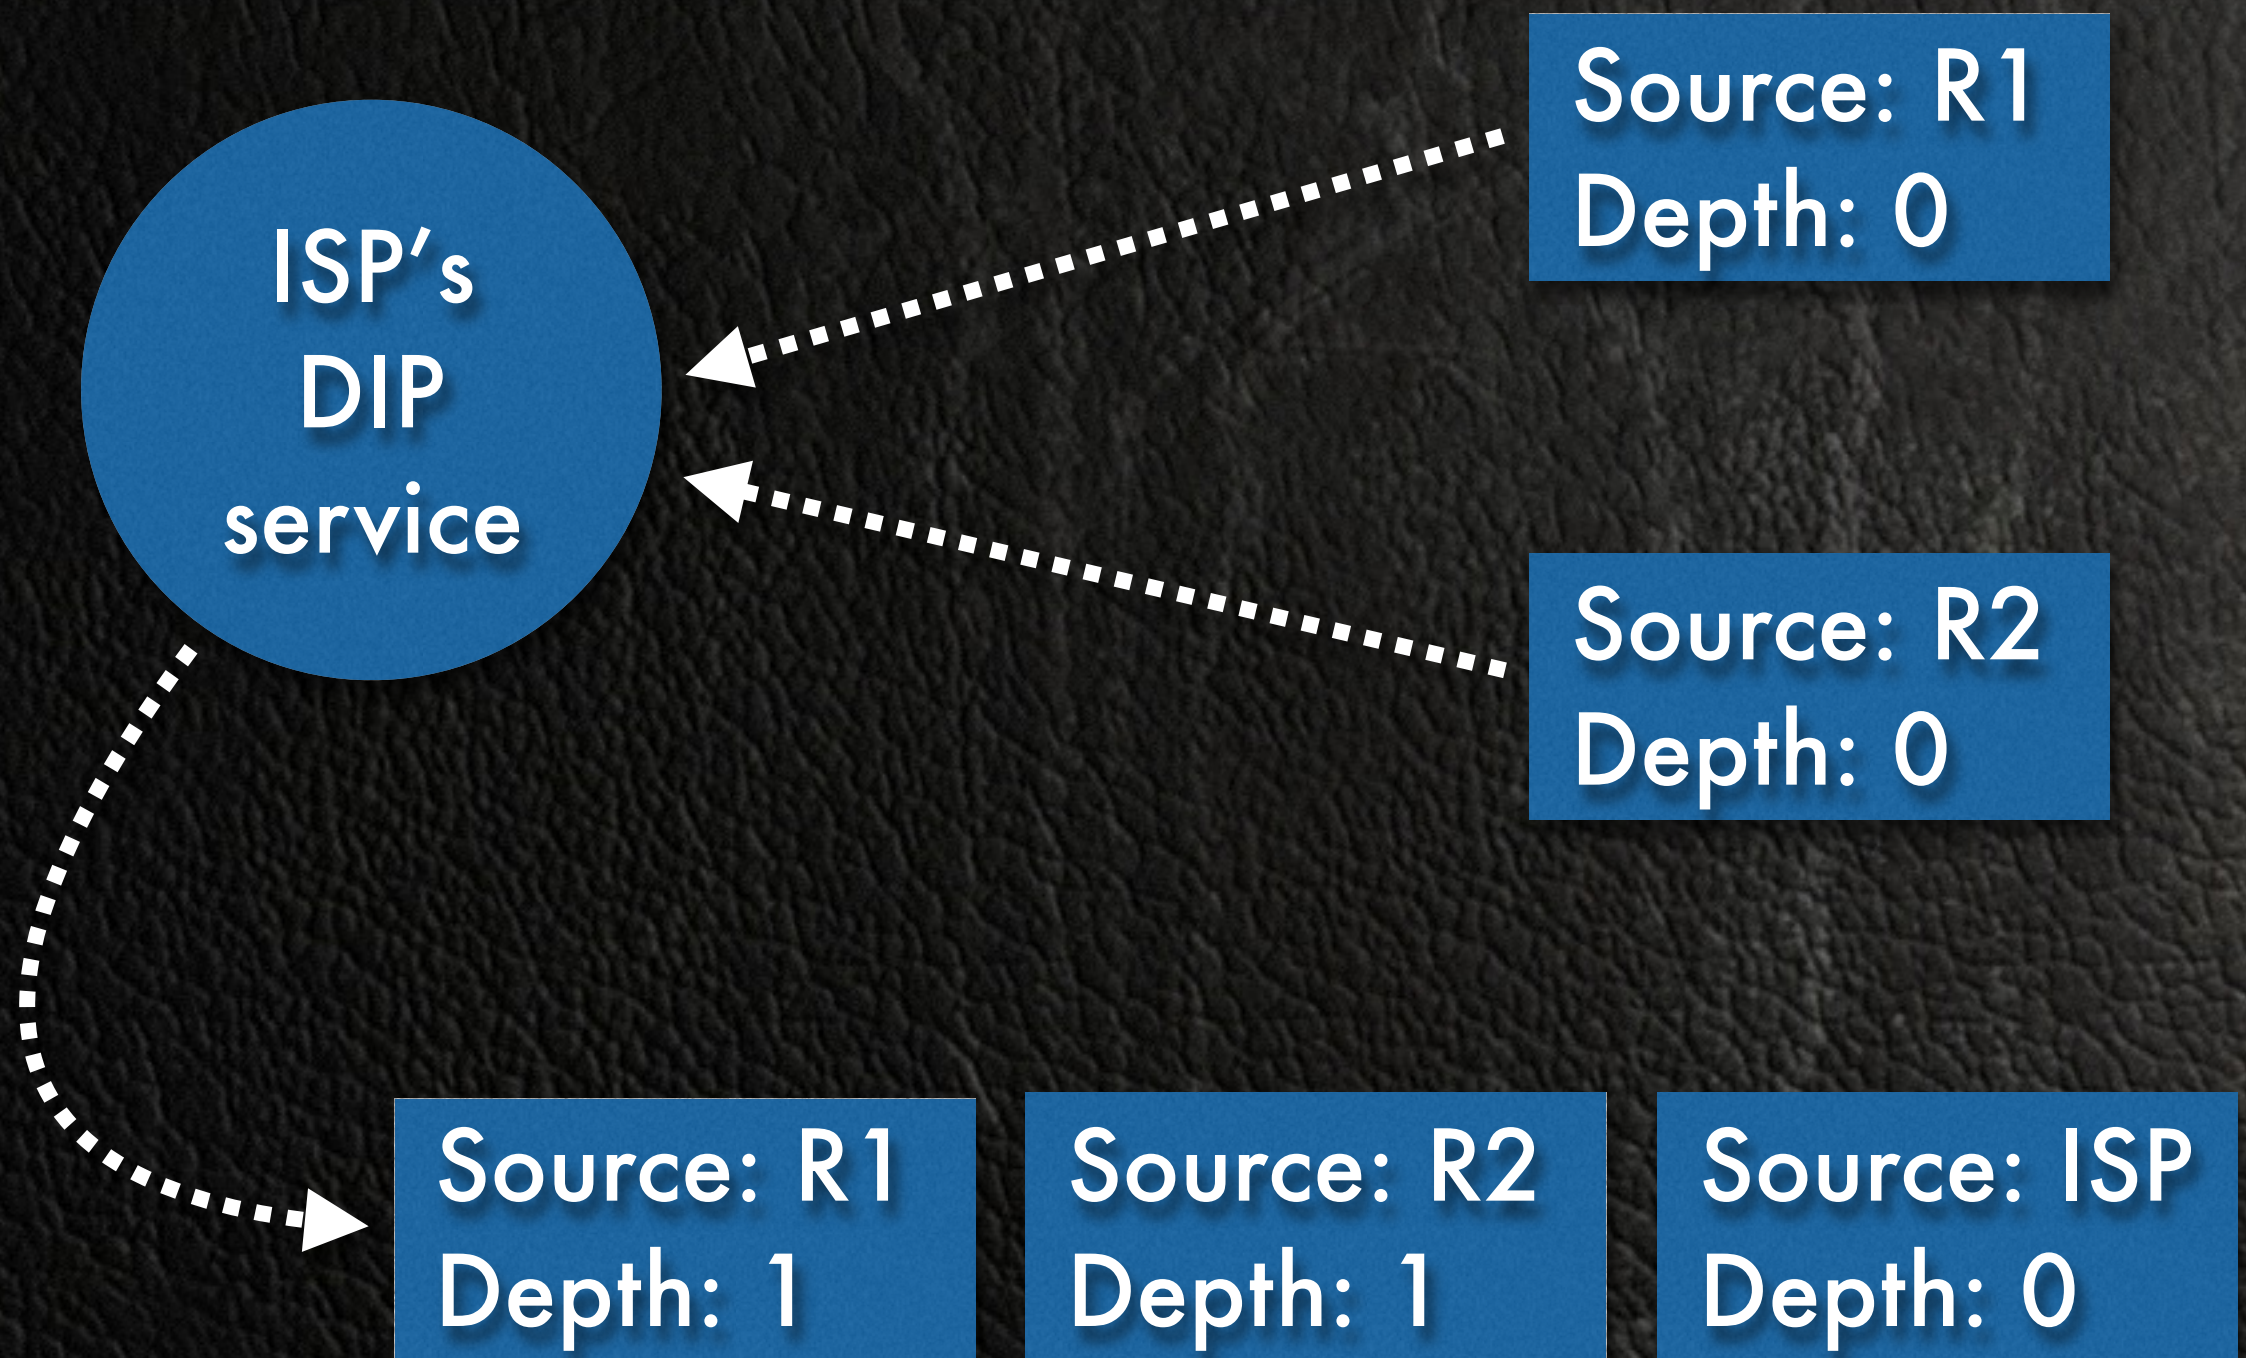 ISP’s
DIP
service
Source: R1
Depth: 0
Source: R2
Depth: 0
Source: R1
Depth: 1
Source: R2
Depth: 1
Source: ISP
Depth: 0